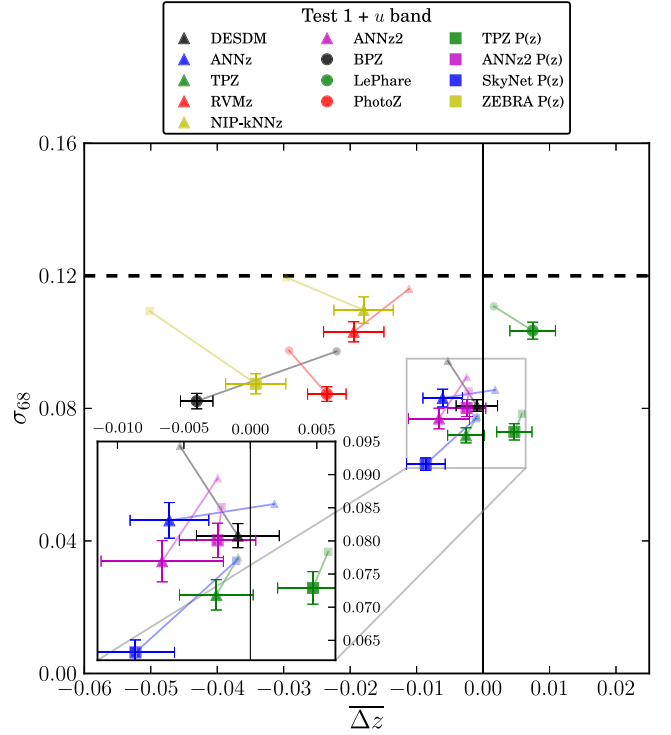 Test 1 + u band
DESDM ANNz2 TPZ P(z)
ANNz BPZ ANNz2 P(z)
TPZ LePhare SkyNet P(z)
RVMz PhotoZ ZEBRA P(z)
NIP-kNNz
0.16
0.12
σ68
0.08
−0.010 −0.005 0.000 0.005
0.095
0.090
0.085
0.080
0.075
0.070
0.065
0.04
0.00
−0.06 −0.05 −0.04 −0.03 −0.02 −0.01 0.00 0.01 0.02
Δz